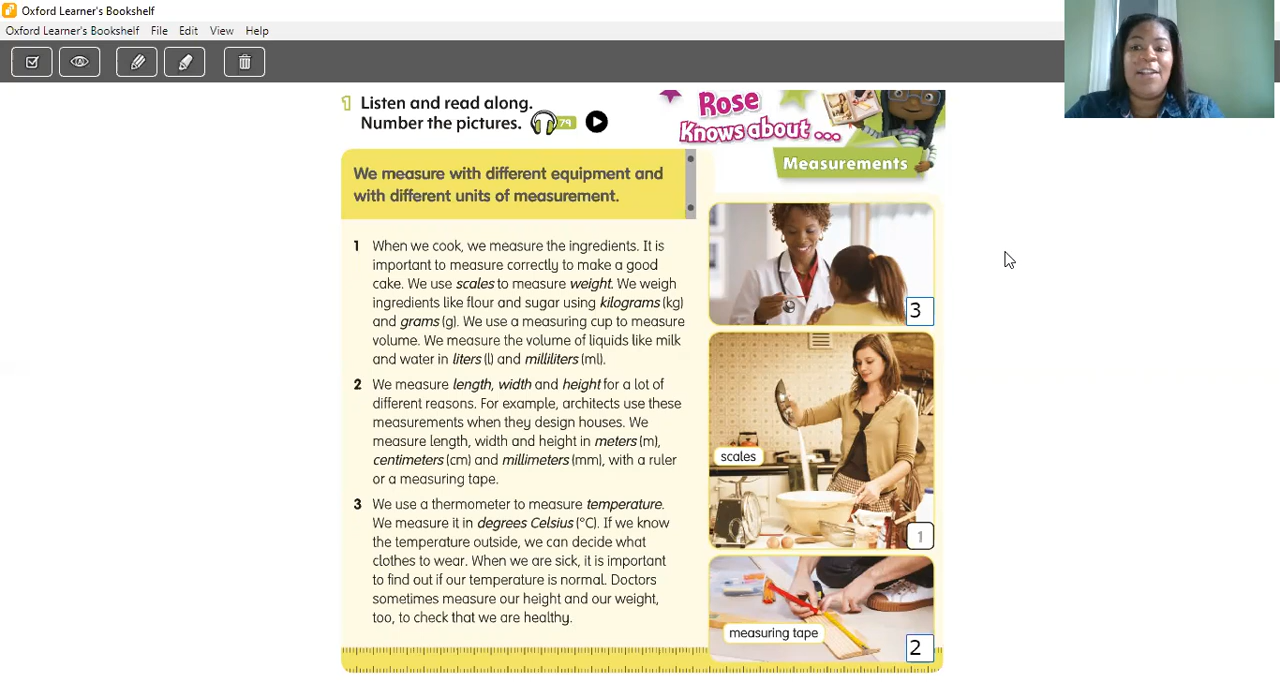 Oxford Learner's Bookshelf
Oxford Learner's Bookshelf File Edit View Help
1 Listen and read along.
Number the pictures. 79
Rose
Knows about ...
Measurements
We measure with different equipment and
with different units of measurement.
1 When we cook, we measure the ingredients. It is
important to measure correctly to make a good
cake. We use scales to measure weight. We weigh
ingredients like flour and sugar using kilograms (kg)
and grams (g). We use a measuring cup to measure
volume. We measure the volume of liquids like milk
and water in liters (l) and milliliters (ml).
2 We measure length, width and height for a lot of
different reasons. For example, architects use these
measurements when they design houses. We
measure length, width and height in meters (m),
centimeters (cm) and millimeters (mm), with a ruler
or a measuring tape.
3 We use a thermometer to measure temperature.
We measure it in degrees Celsius (°C). If we know
the temperature outside, we can decide what
clothes to wear. When we are sick, it is important
to find out if our temperature is normal. Doctors
sometimes measure our height and our weight,
too, to check that we are healthy.
3
scales
1
measuring tape
2